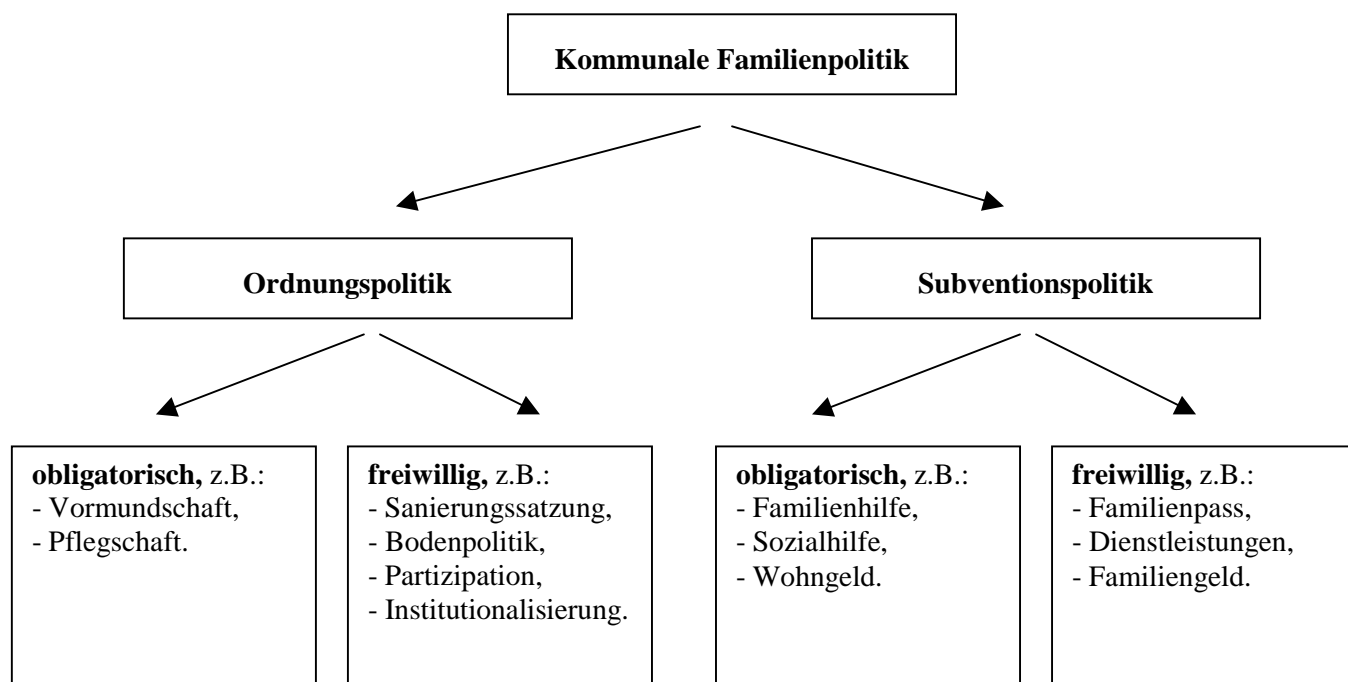 Kommunale Familienpolitik
Ordnungspolitik
Subventionspolitik
obligatorisch, z.B.:
- Vormundschaft,
- Pflegschaft.
freiwillig, z.B.:
- Sanierungssatzung,
- Bodenpolitik,
- Partizipation,
- Institutionalisierung.
obligatorisch, z.B.:
- Familienhilfe,
- Sozialhilfe,
- Wohngeld.
freiwillig, z.B.:
- Familienpass,
- Dienstleistungen,
- Familiengeld.